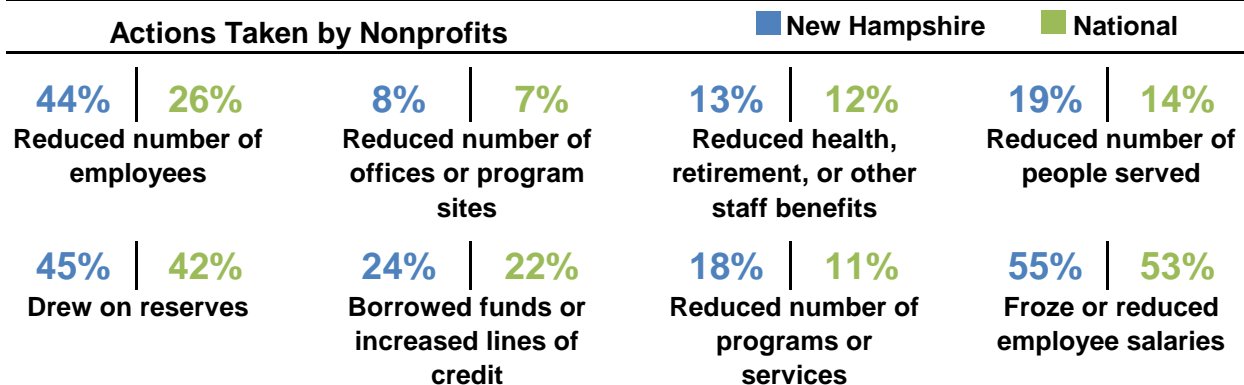 Actions Taken by Nonprofits
New Hampshire
National
44% 26%
Reduced number of
employees
8% 7%
Reduced number of
offices or program
sites
13% 12%
Reduced health,
retirement, or other
staff benefits
19% 14%
Reduced number of
people served
45% 42%
Drew on reserves
24% 22%
Borrowed funds or
increased lines of
credit
18% 11%
Reduced number of
programs or
services
55% 53%
Froze or reduced
employee salaries